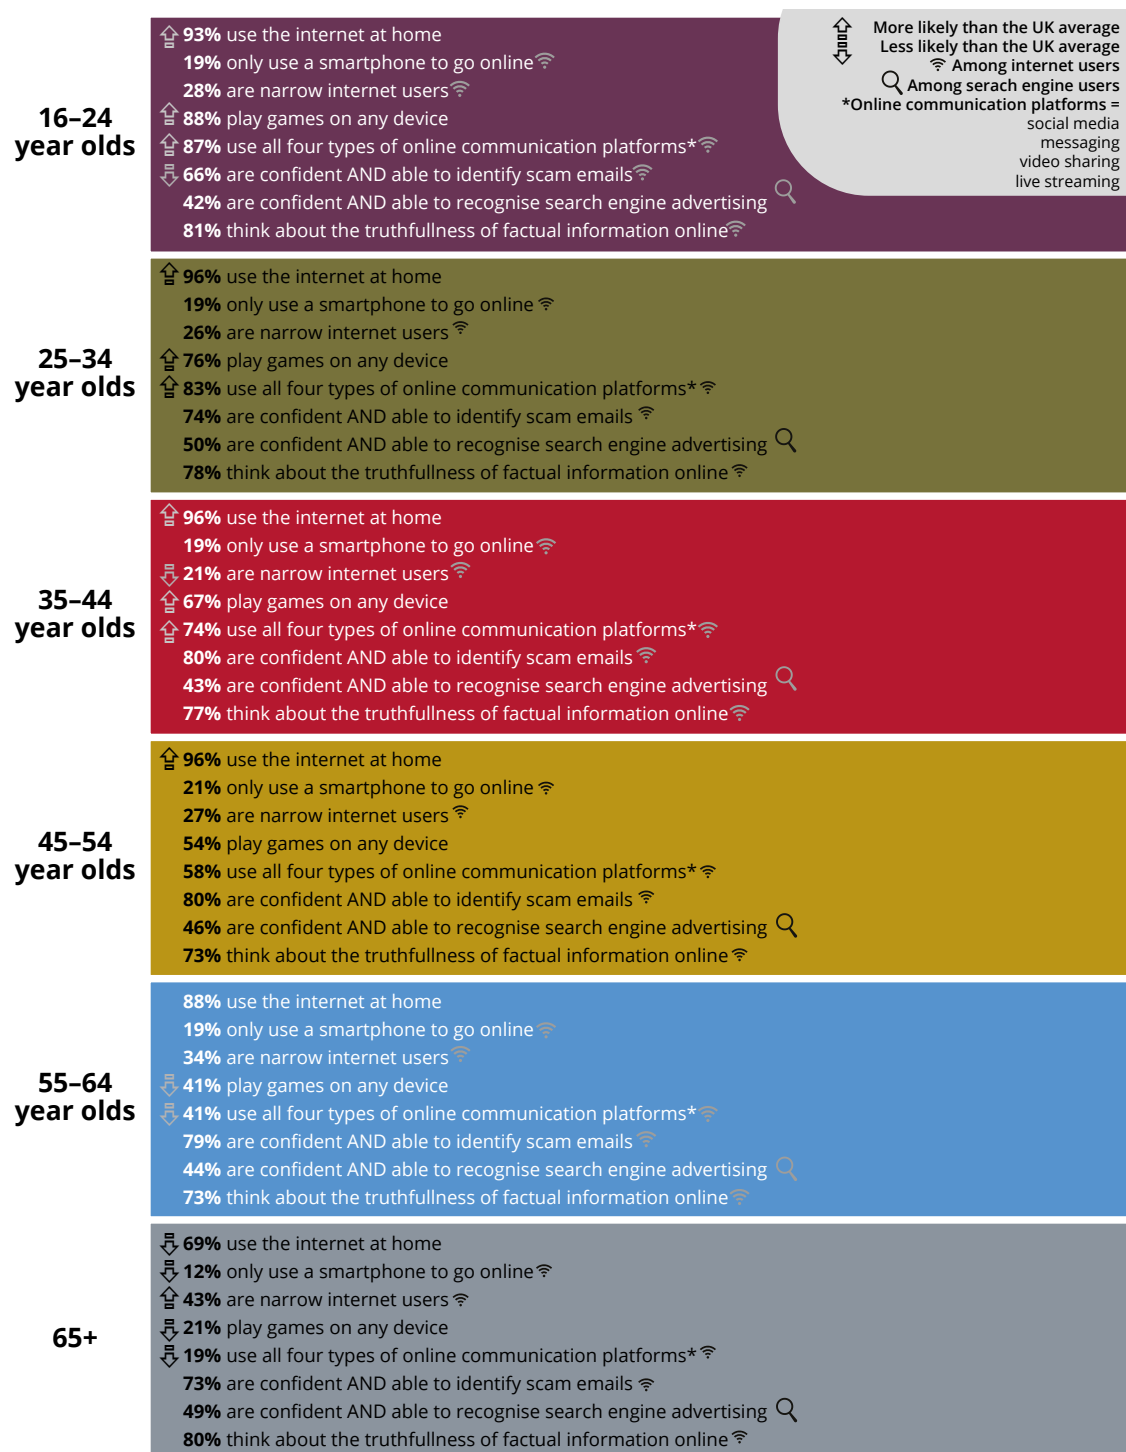 More likely than the UK average
Less likely than the UK average
Among internet users
Among serach engine users
*Online communication platforms =
social media
messaging
video sharing
live streaming
16–24
year olds
93% use the internet at home
19% only use a smartphone to go online
28% are narrow internet users
88% play games on any device
87% use all four types of online communication platforms*
66% are confident AND able to identify scam emails
42% are confident AND able to recognise search engine advertising
81% think about the truthfullness of factual information online
25–34
year olds
96% use the internet at home
19% only use a smartphone to go online
26% are narrow internet users
76% play games on any device
83% use all four types of online communication platforms*
74% are confident AND able to identify scam emails
50% are confident AND able to recognise search engine advertising
78% think about the truthfullness of factual information online
35–44
year olds
96% use the internet at home
19% only use a smartphone to go online
21% are narrow internet users
67% play games on any device
74% use all four types of online communication platforms*
80% are confident AND able to identify scam emails
43% are confident AND able to recognise search engine advertising
77% think about the truthfullness of factual information online
45–54
year olds
96% use the internet at home
21% only use a smartphone to go online
27% are narrow internet users
54% play games on any device
58% use all four types of online communication platforms*
80% are confident AND able to identify scam emails
46% are confident AND able to recognise search engine advertising
73% think about the truthfullness of factual information online
55–64
year olds
88% use the internet at home
19% only use a smartphone to go online
34% are narrow internet users
41% play games on any device
41% use all four types of online communication platforms*
79% are confident AND able to identify scam emails
44% are confident AND able to recognise search engine advertising
73% think about the truthfullness of factual information online
65+
69% use the internet at home
12% only use a smartphone to go online
43% are narrow internet users
21% play games on any device
19% use all four types of online communication platforms*
73% are confident AND able to identify scam emails
49% are confident AND able to recognise search engine advertising
80% think about the truthfullness of factual information online